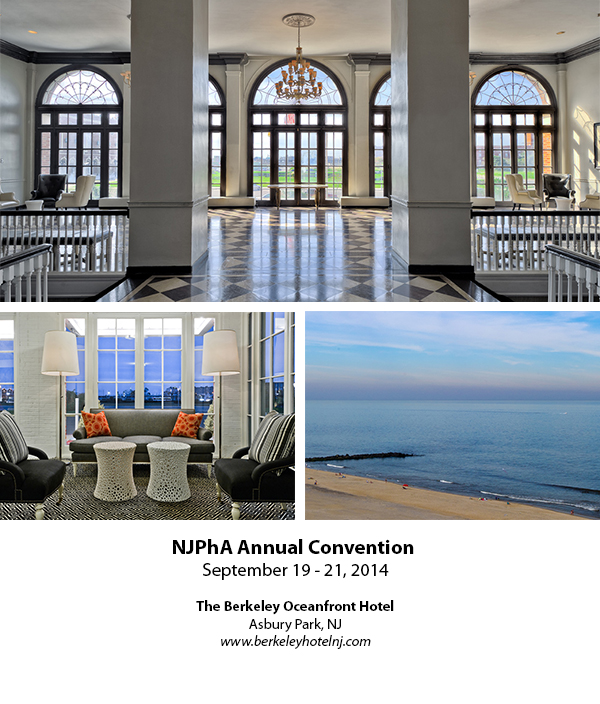 NJPhA Annual Convention
September 19 - 21, 2014
The Berkeley Oceanfront Hotel
Asbury Park, NJ
www.berkeleyhotelnj.com